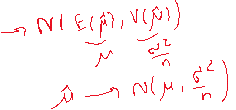 → N( E(μ̂), V(μ̂))
μ σ²/n
μ̂ → N(μ, σ²/n)